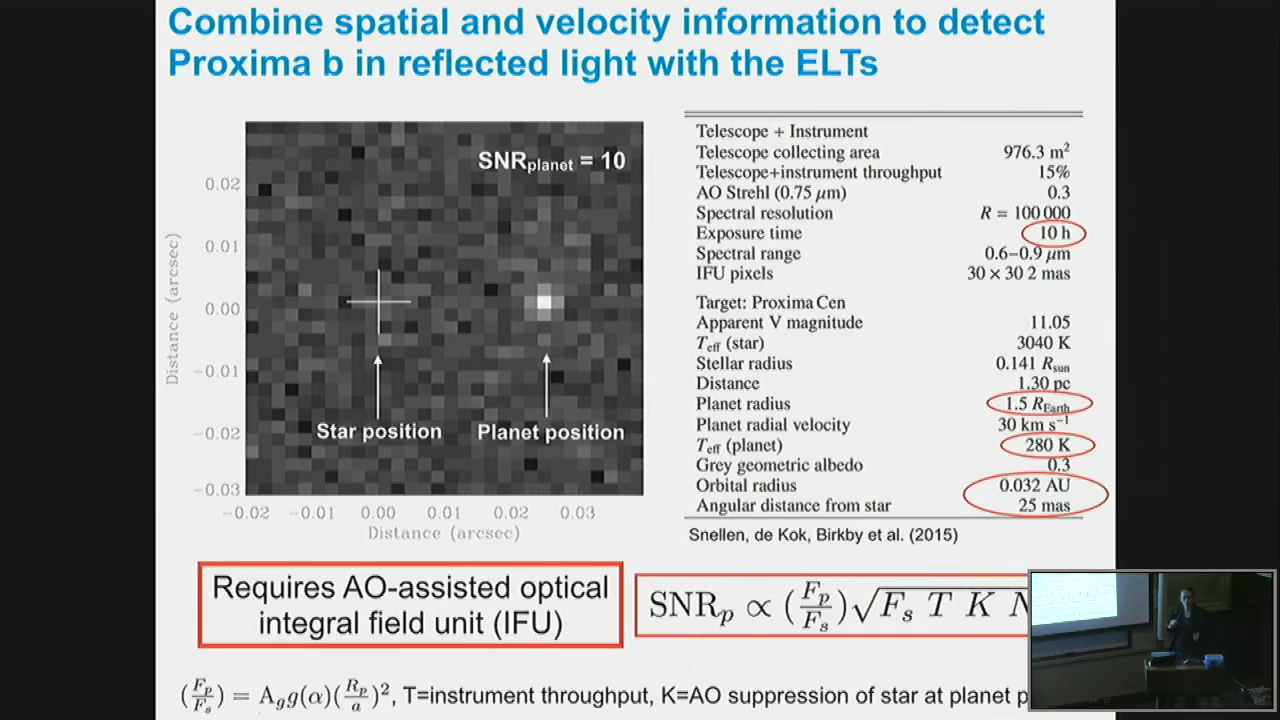 Combine spatial and velocity information to detect
Proxima b in reflected light with the ELTs
SNRplanet = 10
0.02
0.01
0.00
−0.01
−0.02
−0.03
Distance (arcsec)
Star position
Planet position
−0.02 −0.01 0.00 0.01 0.02 0.03
Distance (arcsec)
Telescope + Instrument
Telescope collecting area 976.3 m²
Telescope+instrument throughput 15%
AO Strehl (0.75 μm) 0.3
Spectral resolution R = 100 000
Exposure time 10 h
Spectral range 0.6–0.9 μm
IFU pixels 30 × 30 2 mas
Target: Proxima Cen
Apparent V magnitude 11.05
Teff (star) 3040 K
Stellar radius 0.141 Rsun
Distance 1.30 pc
Planet radius 1.5 REarth
Planet radial velocity 30 km s⁻¹
Teff (planet) 280 K
Grey geometric albedo 0.3
Orbital radius 0.032 AU
Angular distance from star 25 mas
Snellen, de Kok, Birkby et al. (2015)
Requires AO-assisted optical
integral field unit (IFU)
SNRp ∝ (Fp/Fs)√Fs T K N
(Fp/Fs) = Agg(α)(Rp/a)², T=instrument throughput, K=AO suppression of star at planet p